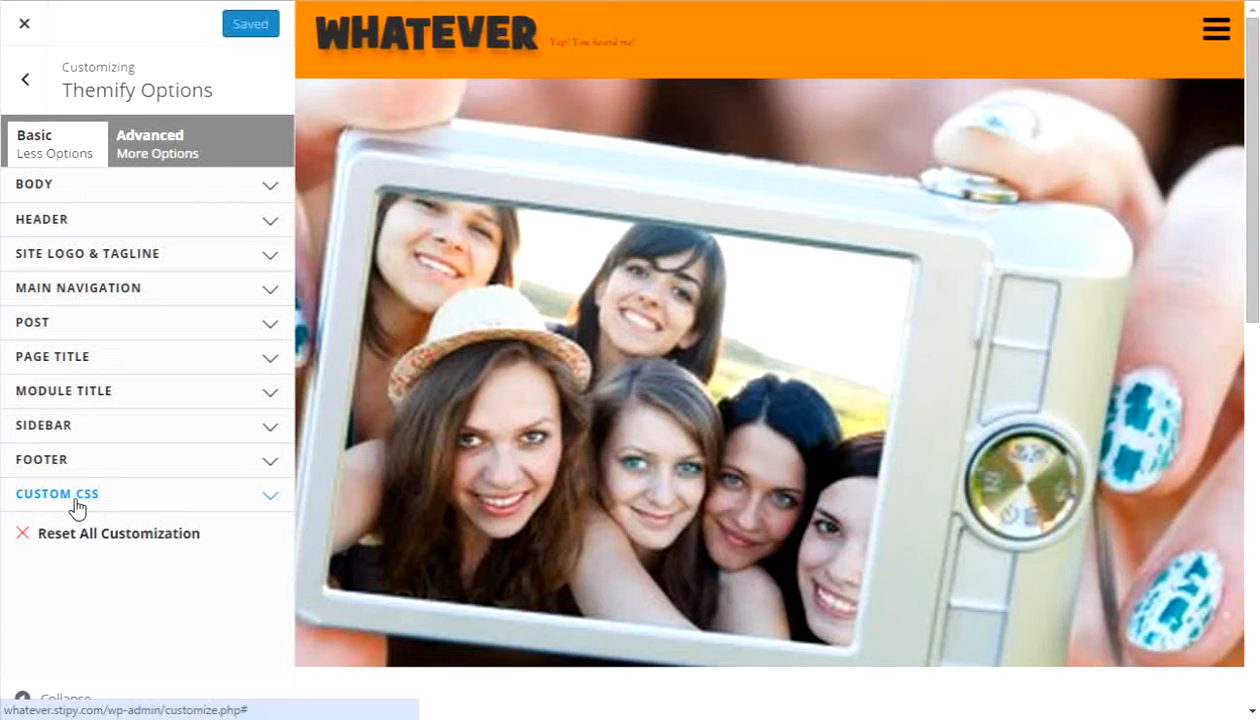 Saved
Customizing
Themify Options
Basic
Less Options
Advanced
More Options
BODY
HEADER
SITE LOGO & TAGLINE
MAIN NAVIGATION
POST
PAGE TITLE
MODULE TITLE
SIDEBAR
FOOTER
CUSTOM CSS
Reset All Customization
Collapse
whatever.stipy.com/wp-admin/customize.php#
WHATEVER
Yep! You heard me!